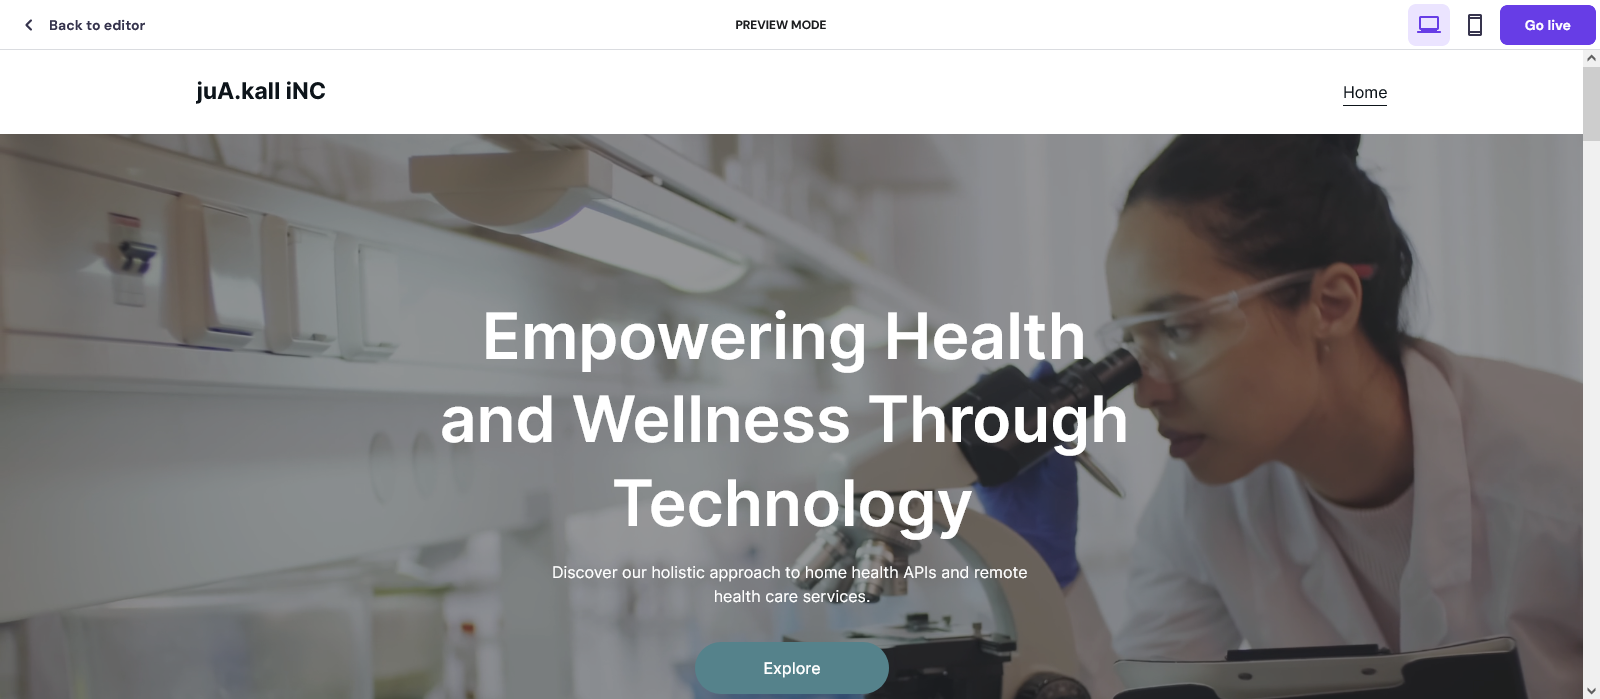 Back to editor
PREVIEW MODE
Go live
juA.kall iNC
Home
Empowering Health
and Wellness Through
Technology
Discover our holistic approach to home health APIs and remote
health care services.
Explore